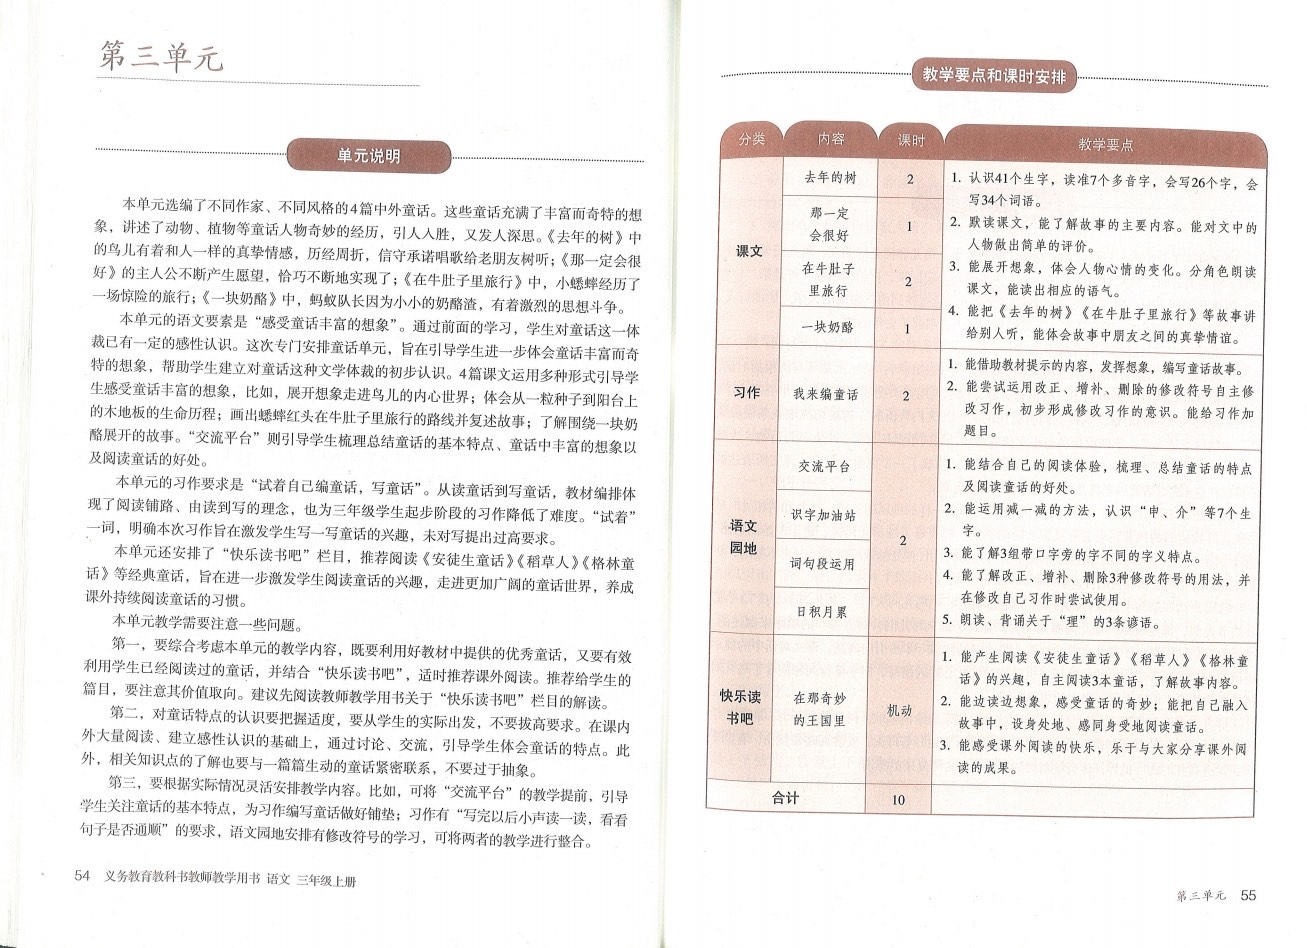 第三单元
单元说明
本单元选编了不同作家、不同风格的4篇中外童话。这些童话充满了丰富而奇特的想
象，讲述了动物、植物等童话人物奇妙的经历，引人入胜，又发人深思。《去年的树》中
的鸟儿有着和人一样的真挚情感，历经周折，信守承诺唱歌给老朋友树听；《那一定会很
好》的主人公不断产生愿望，恰巧不断地实现了；《在牛肚子里旅行》中，小蟋蟀经历了
一场惊险的旅行；《一块奶酪》中，蚂蚁队长因为小小的奶酪渣，有着激烈的思想斗争。
本单元的语文要素是“感受童话丰富的想象”。通过前面的学习，学生对童话这一体
裁已有一定的感性认识。这次专门安排童话单元，旨在引导学生进一步体会童话丰富而奇
特的想象，帮助学生建立对童话这种文学体裁的初步认识。4篇课文运用多种形式引导学
生感受童话丰富的想象，比如，展开想象走进鸟儿的内心世界；体会从一粒种子到阳台上
的木地板的生命历程；画出蟋蟀红头在牛肚子里旅行的路线并复述故事；了解围绕一块奶
酪展开的故事。“交流平台”则引导学生梳理总结童话的基本特点、童话中丰富的想象以
及阅读童话的好处。
本单元的习作要求是“试着自己编童话，写童话”。从读童话到写童话，教材编排体
现了阅读铺路、由读到写的理念，也为三年级学生起步阶段的习作降低了难度。“试着”
一词，明确本次习作旨在激发学生写一写童话的兴趣，未对写提出过高要求。
本单元还安排了“快乐读书吧”栏目，推荐阅读《安徒生童话》《稻草人》《格林童
话》等经典童话，旨在进一步激发学生阅读童话的兴趣，走进更加广阔的童话世界，养成
课外持续阅读童话的习惯。
本单元教学需要注意一些问题。
第一，要综合考虑本单元的教学内容，既要利用好教材中提供的优秀童话，又要有效
利用学生已经阅读过的童话，并结合“快乐读书吧”，适时推荐课外阅读。推荐给学生的
篇目，要注意其价值取向。建议先阅读教师教学用书关于“快乐读书吧”栏目的解读。
第二，对童话特点的认识要把握适度，要从学生的实际出发，不要拔高要求。在课内
外大量阅读、建立感性认识的基础上，通过讨论、交流，引导学生体会童话的特点。此
外，相关知识点的了解也要与一篇篇生动的童话紧密联系，不要过于抽象。
第三，要根据实际情况灵活安排教学内容。比如，可将“交流平台”的教学提前，引导
学生关注童话的基本特点，为习作编写童话做好铺垫；习作有“写完以后小声读一读，看看
句子是否通顺”的要求，语文园地安排有修改符号的学习，可将两者的教学进行整合。
54 义务教育教科书教师教学用书 语文 三年级上册
教学要点和课时安排
分类 内容 课时 教学要点
课文
去年的树 2
那一定
会很好
1
在牛肚子
里旅行
2
一块奶酪 1
1. 认识41个生字，读准7个多音字，会写26个字，会
写34个词语。
2. 默读课文，能了解故事的主要内容。能对文中的
人物做出简单的评价。
3. 能展开想象，体会人物心情的变化。分角色朗读
课文，能读出相应的语气。
4. 能把《去年的树》《在牛肚子里旅行》等故事讲
给别人听，能体会故事中朋友之间的真挚情谊。
习作 我来编童话 2
1. 能借助教材提示的内容，发挥想象，编写童话故事。
2. 能尝试运用改正、增补、删除的修改符号自主修
改习作，初步形成修改习作的意识。能给习作加
题目。
语文
园地
交流平台
识字加油站
词句段运用
日积月累
2
1. 能结合自己的阅读体验，梳理、总结童话的特点
及阅读童话的好处。
2. 能运用减一减的方法，认识“申、介”等7个生
字。
3. 能了解3组带口字旁的字不同的字义特点。
4. 能了解改正、增补、删除3种修改符号的用法，并
在修改自己习作时尝试使用。
5. 朗读、背诵关于“理”的3条谚语。
快乐读
书吧
在那奇妙
的王国里
机动
1. 能产生阅读《安徒生童话》《稻草人》《格林童
话》的兴趣，自主阅读3本童话，了解故事内容。
2. 能边读边想象，感受童话的奇妙；能把自己融入
故事中，设身处地、感同身受地阅读童话。
3. 能感受课外阅读的快乐，乐于与大家分享课外阅
读的成果。
合计 10
第三单元 55